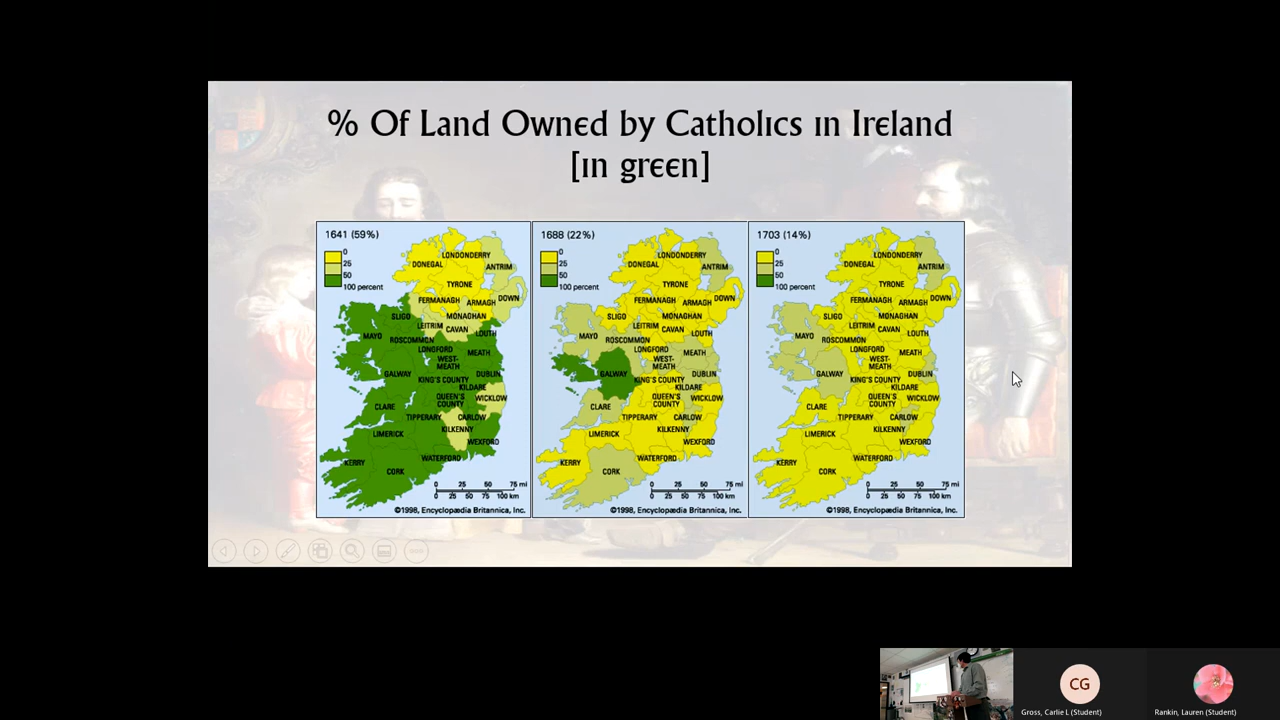 % Of Land Owned by Catholics in Ireland
[in green]
1641 (59%)
0
25
50
100 percent
LONDONDERRY
DONEGAL
ANTRIM
TYRONE
FERMANAGH
ARMAGH
DOWN
SLIGO
MONAGHAN
LEITRIM
CAVAN
LOUTH
MAYO
ROSCOMMON
LONGFORD
MEATH
WEST-
MEATH
GALWAY
DUBLIN
KING'S COUNTY
KILDARE
QUEEN'S
COUNTY
WICKLOW
CLARE
TIPPERARY
CARLOW
KILKENNY
LIMERICK
WEXFORD
WATERFORD
KERRY
CORK
0 25 50 75 mi
0 25 50 75 100 km
©1998, Encyclopædia Britannica, Inc.
1688 (22%)
0
25
50
100 percent
LONDONDERRY
DONEGAL
ANTRIM
TYRONE
FERMANAGH
ARMAGH
DOWN
SLIGO
MONAGHAN
LEITRIM
CAVAN
LOUTH
MAYO
ROSCOMMON
LONGFORD
MEATH
WEST-
MEATH
GALWAY
DUBLIN
KING'S COUNTY
KILDARE
QUEEN'S
COUNTY
WICKLOW
CLARE
TIPPERARY
CARLOW
KILKENNY
LIMERICK
WEXFORD
WATERFORD
KERRY
CORK
0 25 50 75 mi
0 25 50 75 100 km
©1998, Encyclopædia Britannica, Inc.
1703 (14%)
0
25
50
100 percent
LONDONDERRY
DONEGAL
ANTRIM
TYRONE
FERMANAGH
ARMAGH
DOWN
SLIGO
MONAGHAN
LEITRIM
CAVAN
LOUTH
MAYO
ROSCOMMON
LONGFORD
MEATH
WEST-
MEATH
GALWAY
DUBLIN
KING'S COUNTY
KILDARE
QUEEN'S
COUNTY
WICKLOW
CLARE
TIPPERARY
CARLOW
KILKENNY
LIMERICK
WEXFORD
WATERFORD
KERRY
CORK
0 25 50 75 mi
0 25 50 75 100 km
©1998, Encyclopædia Britannica, Inc.
CG
Gross, Carlie L (Student)
Rankin, Lauren (Student)